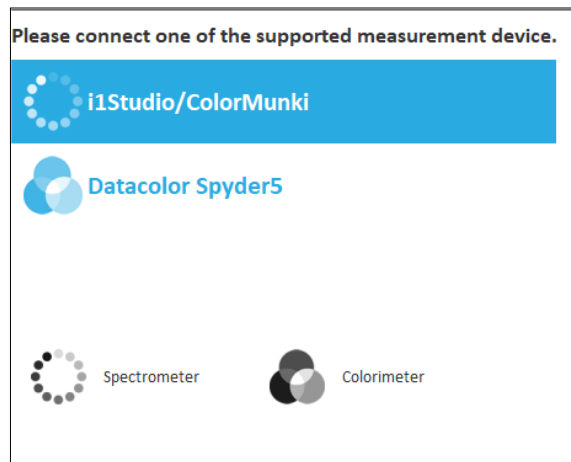 Please connect one of the supported measurement device.
i1Studio/ColorMunki
Datacolor Spyder5
Spectrometer
Colorimeter